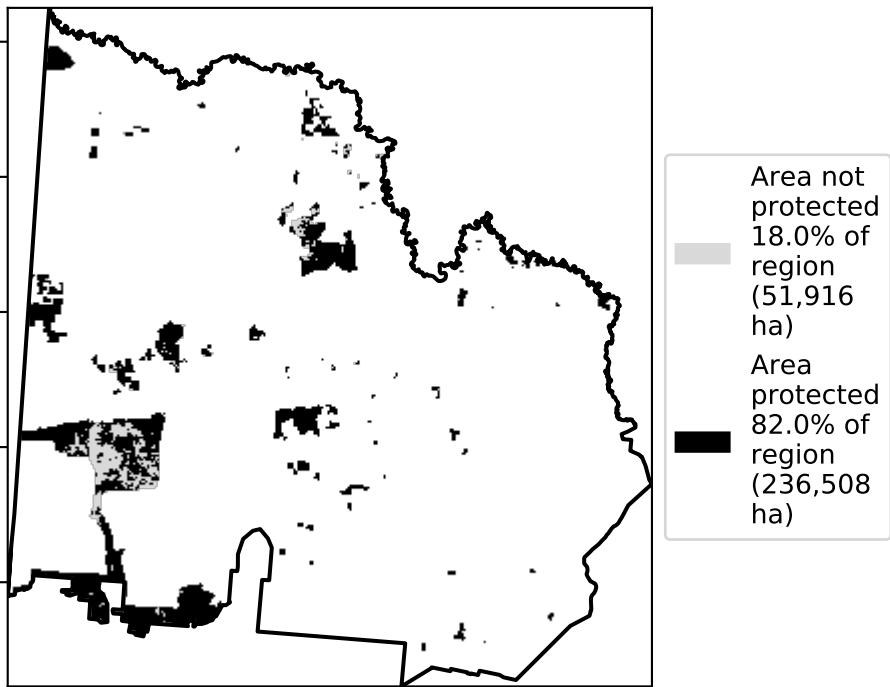 Area not
protected
18.0% of
region
(51,916
ha)
Area
protected
82.0% of
region
(236,508
ha)